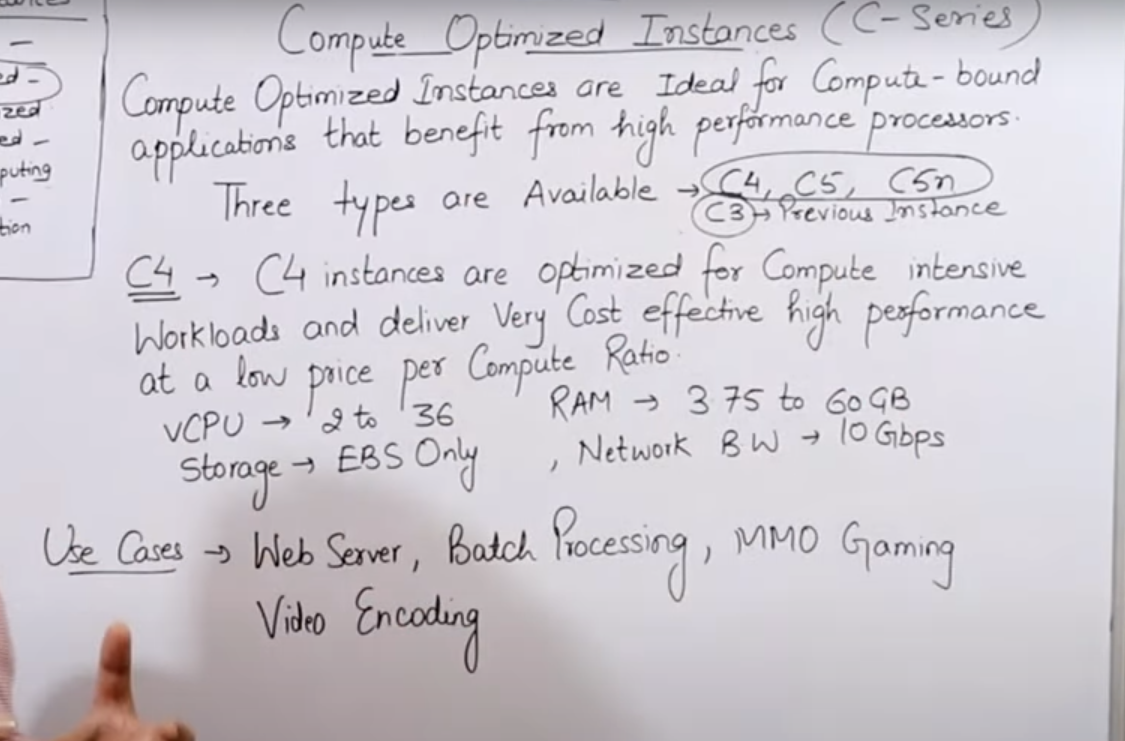 ed -
zed
ed -
puting
-
tion
Compute Optimized Instances (C-Series)
Compute Optimized Instances are Ideal for Compute-bound
applications that benefit from high performance processors.
Three types are Available → C4, C5, C5n
C3 → Previous Instance
C4 → C4 instances are optimized for Compute intensive
Workloads and deliver Very Cost effective high performance
at a low price per Compute Ratio.
vCPU → 2 to 36 RAM → 3.75 to 60 GB
Storage → EBS Only , Network BW → 10 Gbps
Use Cases → Web Server, Batch Processing, MMO Gaming
Video Encoding